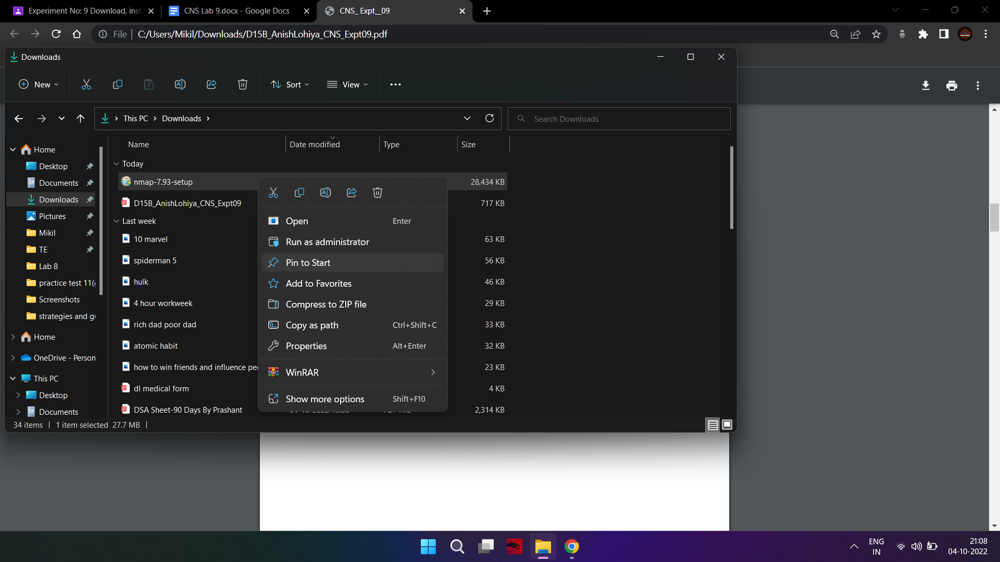 Experiment No: 9 Download, inst
CNS Lab 9.docx - Google Docs
CNS_ Expt__09
File
C:/Users/Mikil/Downloads/D15B_AnishLohiya_CNS_Expt09.pdf
Downloads
New
Sort
View
This PC
Downloads
Search Downloads
Name
Date modified
Type
Size
Home
Desktop
Documents
Downloads
Pictures
Mikil
TE
Lab 8
practice test 11(
Screenshots
strategies and g
Home
OneDrive - Person
This PC
Desktop
Documents
Today
nmap-7.93-setup
28,434 KB
D15B_AnishLohiya_CNS_Expt09
717 KB
Last week
10 marvel
63 KB
spiderman 5
56 KB
hulk
46 KB
4 hour workweek
29 KB
rich dad poor dad
33 KB
atomic habit
32 KB
how to win friends and influence pe
23 KB
dl medical form
4 KB
DSA Sheet-90 Days By Prashant
2,314 KB
Open Enter
Run as administrator
Pin to Start
Add to Favorites
Compress to ZIP file
Copy as path Ctrl+Shift+C
Properties Alt+Enter
WinRAR
Show more options Shift+F10
34 items
1 item selected 27.7 MB
ENG
IN
21:08
04-10-2022